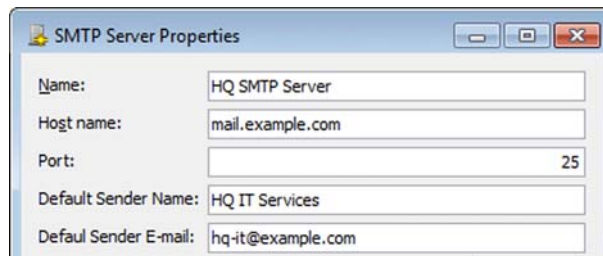 SMTP Server Properties
Name: HQ SMTP Server
Host name: mail.example.com
Port: 25
Default Sender Name: HQ IT Services
Defaul Sender E-mail: hq-it@example.com